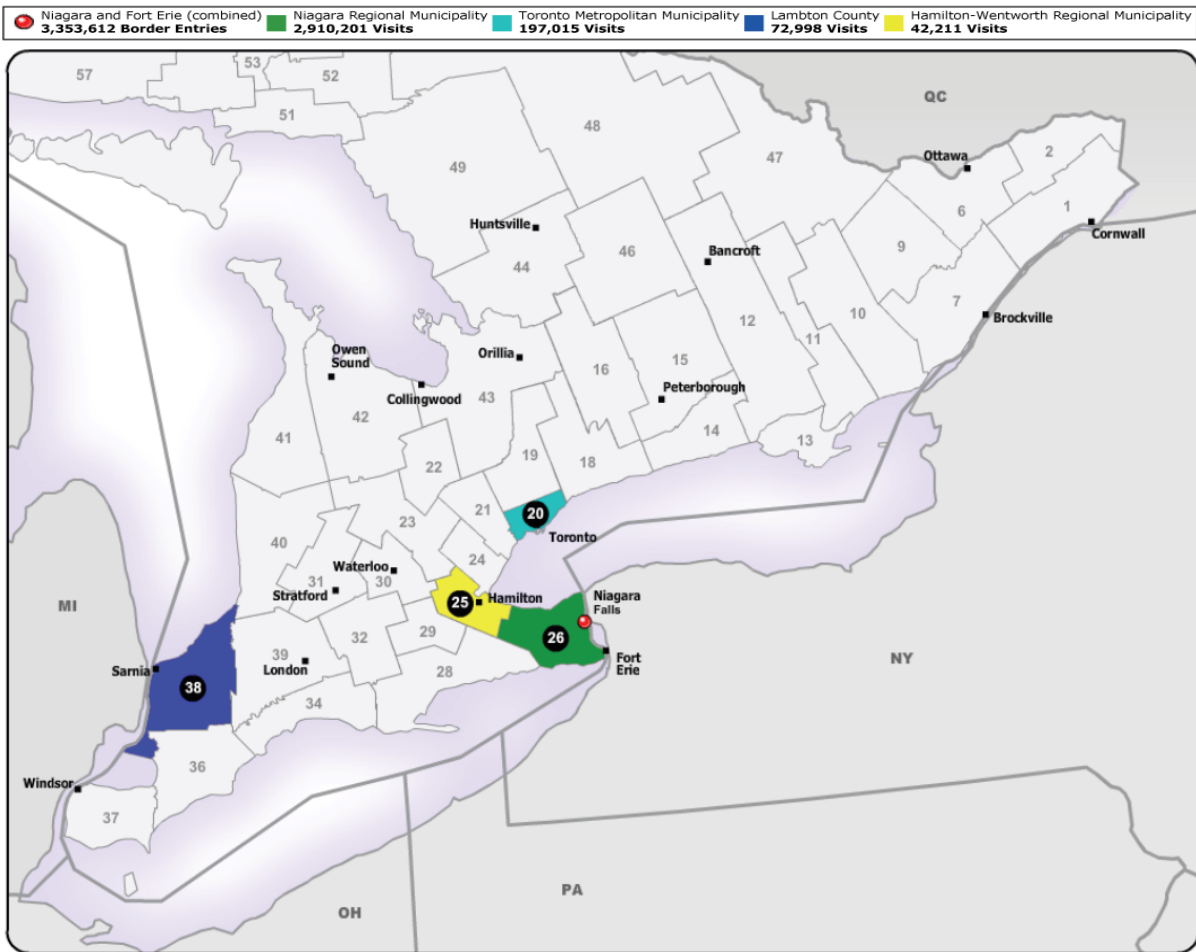 Niagara and Fort Erie (combined)
3,353,612 Border Entries
Niagara Regional Municipality
2,910,201 Visits
Toronto Metropolitan Municipality
197,015 Visits
Lambton County
72,998 Visits
Hamilton-Wentworth Regional Municipality
42,211 Visits
57
53
52
51
48
QC
47
Ottawa
2
49
6
1
Huntsville
Cornwall
44
46
Bancroft
9
7
Brockville
12
10
11
Owen
Sound
Orillia
15
16
Collingwood
43
Peterborough
42
14
13
41
22
19
18
21
20
Toronto
23
40
24
Waterloo
31
30
Stratford
25
Hamilton
Niagara
Falls
29
32
26
39
London
28
Fort
Erie
NY
MI
Sarnia
38
34
36
Windsor
37
PA
OH